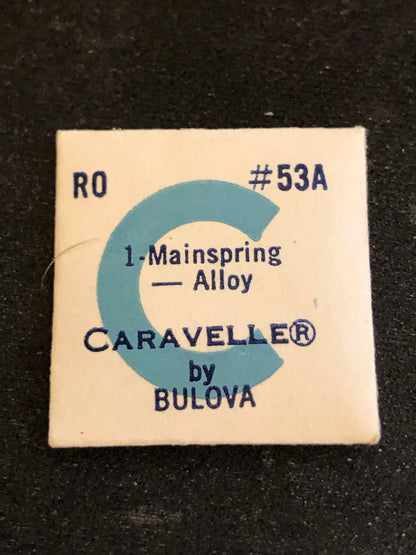 RO #53A
1-Mainspring
— Alloy
CARAVELLE®
by
BULOVA